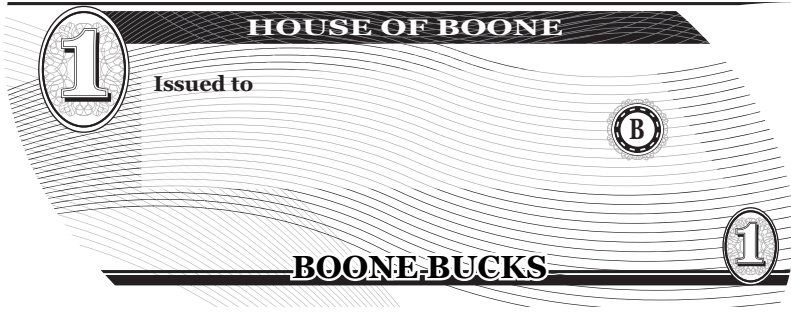 HOUSE OF BOONE
1
Issued to
B
1
BOONE BUCKS